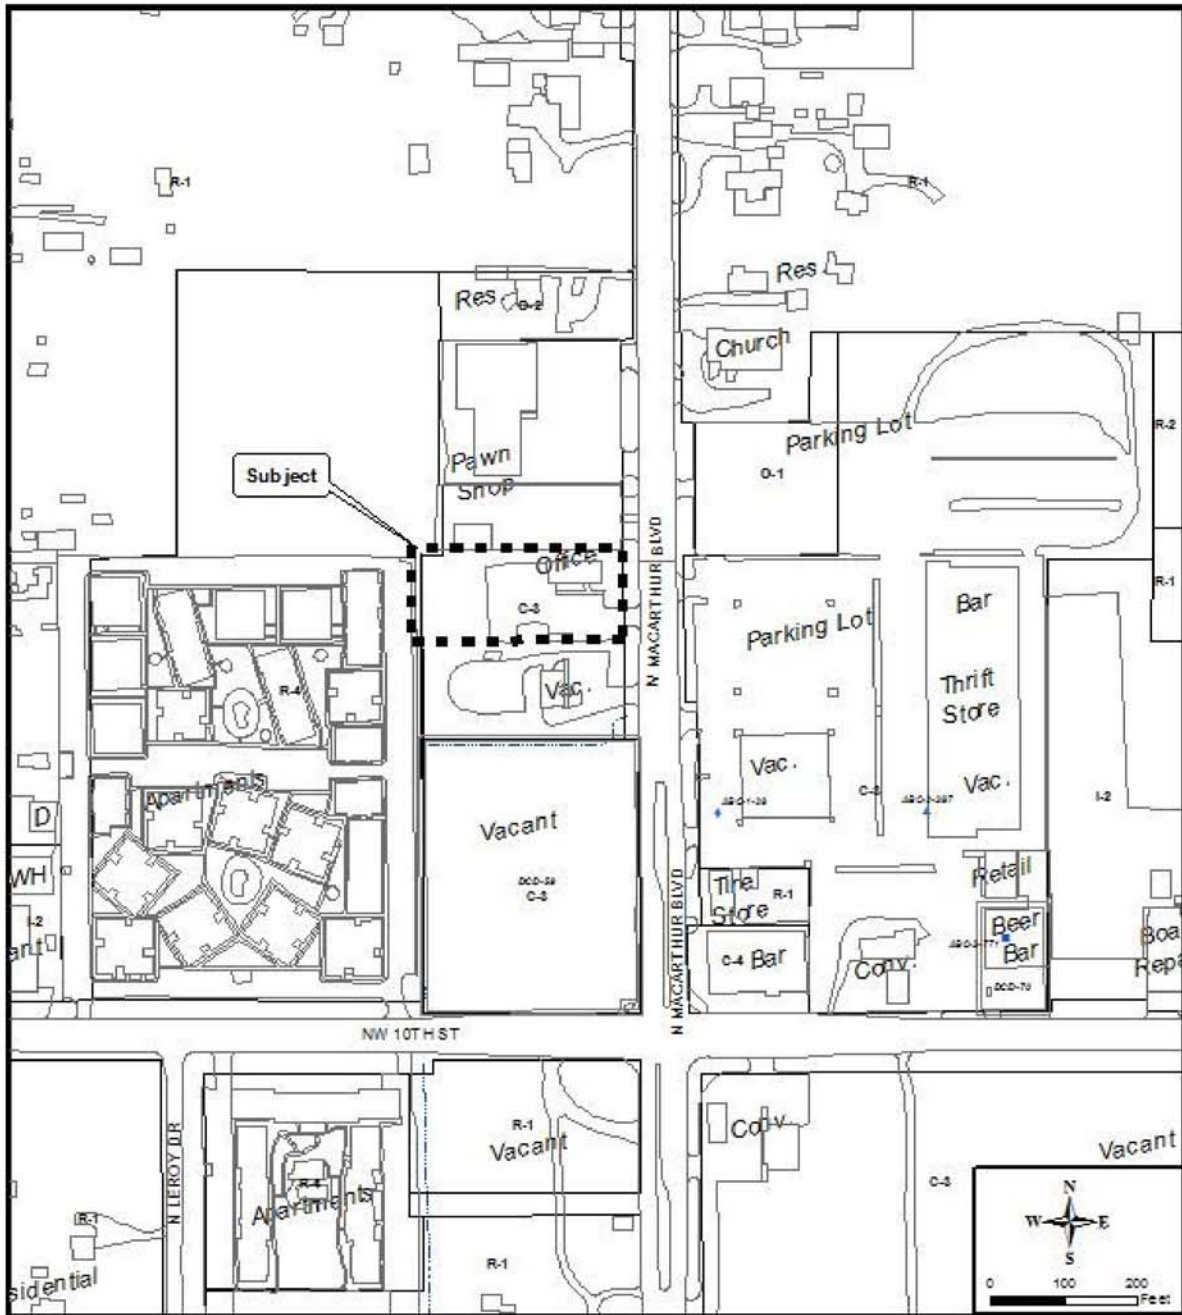 R-1
R-1
Res
Res
O-2
Church
Parking Lot
R-2
O-1
Pawn
Shop
Subject
N MACARTHUR BLVD
Office
C-3
R-1
Bar
Parking Lot
R-4
Vac.
Thrift
Store
Vac.
Vac.
I-2
Apartments
D
Vacant
C-3
WH
I-2
Tire
Store
R-1
Retail
N MACARTHUR BLVD
C-4 Bar
Conv.
Beer
Bar
Boa
Repa
NW 10TH ST
N LEROY DR
R-1
Vacant
Conv.
Vacant
C-3
Apartments
R-1
R-1
sidential
N
W E
S
0 100 200
Feet